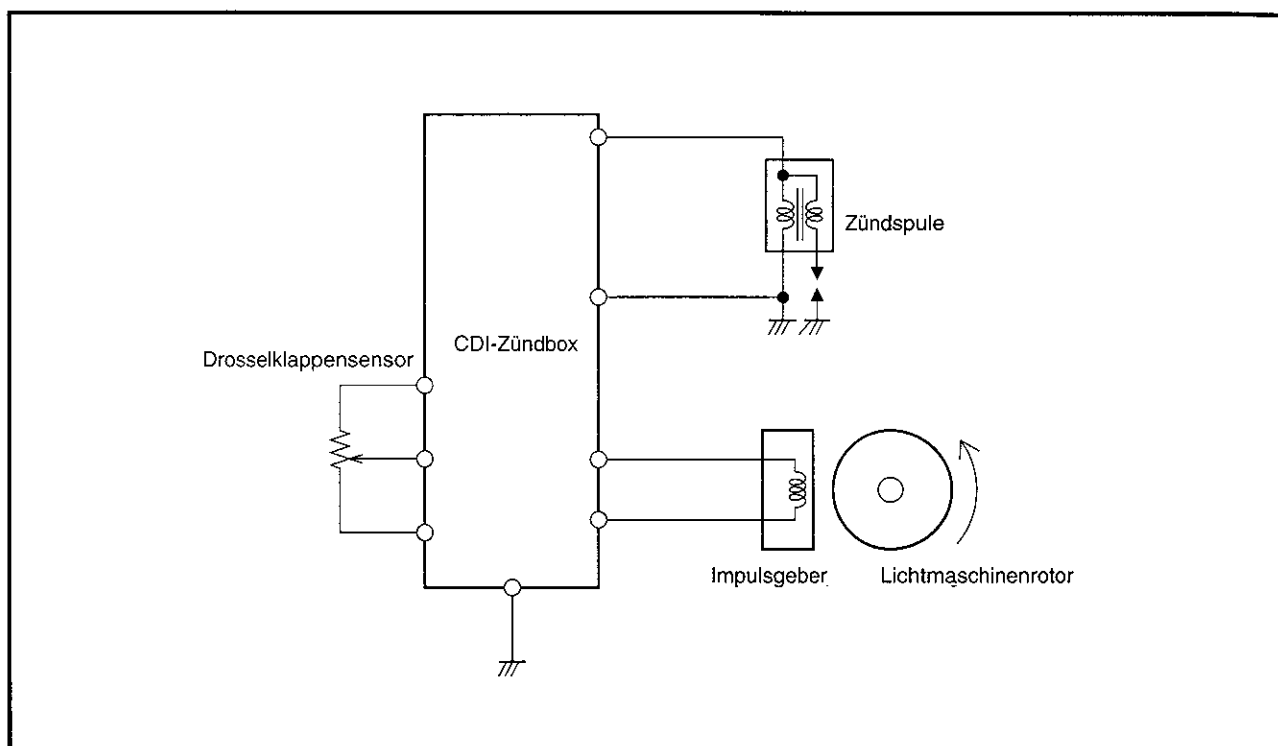 Zündspule
CDI-Zündbox
Drosselklappensensor
Impulsgeber
Lichtmaschinenrotor